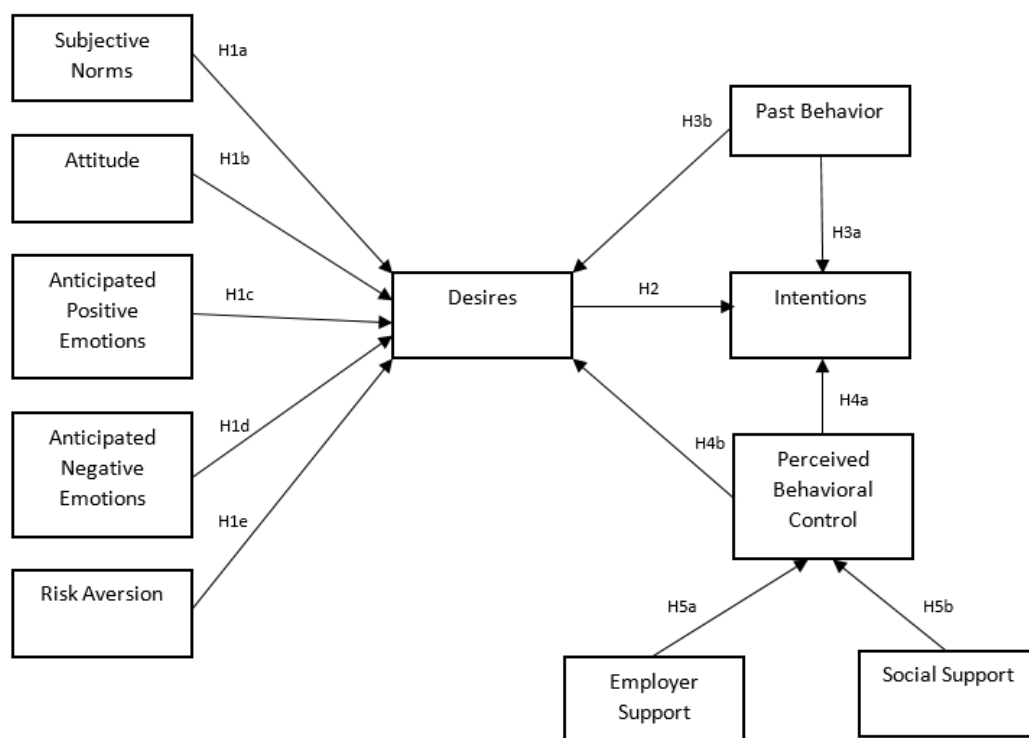 Subjective
Norms
H1a
Attitude
H1b
Anticipated
Positive
Emotions
H1c
Anticipated
Negative
Emotions
H1d
Risk Aversion
H1e
Desires
H2
Past Behavior
H3b
H3a
Intentions
H4a
H4b
Perceived
Behavioral
Control
H5a
H5b
Employer
Support
Social Support